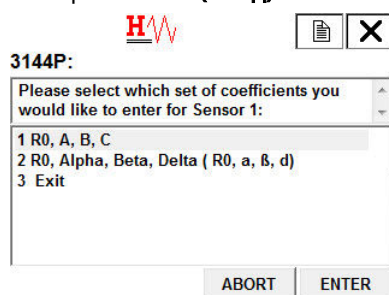 H
3144P:
Please select which set of coefficients you
would like to enter for Sensor 1:
1 R0, A, B, C
2 R0, Alpha, Beta, Delta ( R0, a, ß, d)
3 Exit
ABORT ENTER